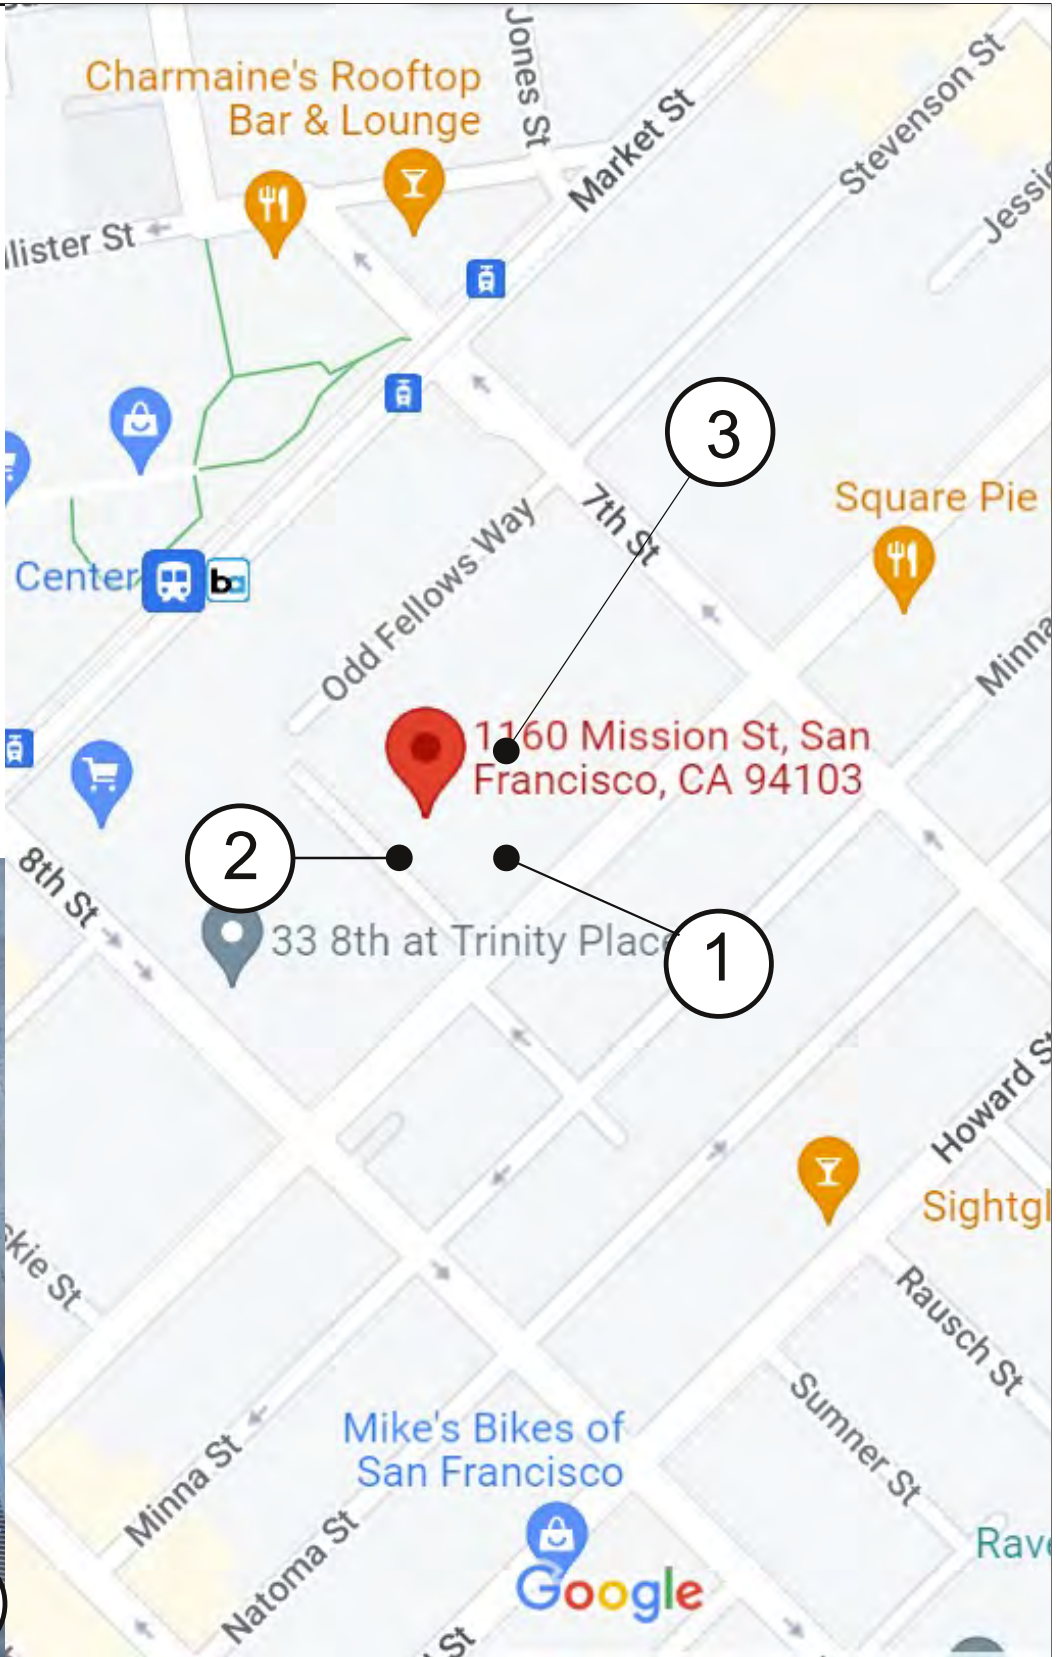 Charmaine's Rooftop
Bar & Lounge
Jones St
Market St
Stevenson St
Jessie
lister St
3
Square Pie
7th St
Odd Fellows Way
Center
Minna
1160 Mission St, San
Francisco, CA 94103
2
8th St
33 8th at Trinity Place
1
Howard St
Sightgl
kie St
Rausch St
Sumner St
Mike's Bikes of
San Francisco
Minna St
Natoma St
Rave
Google
St